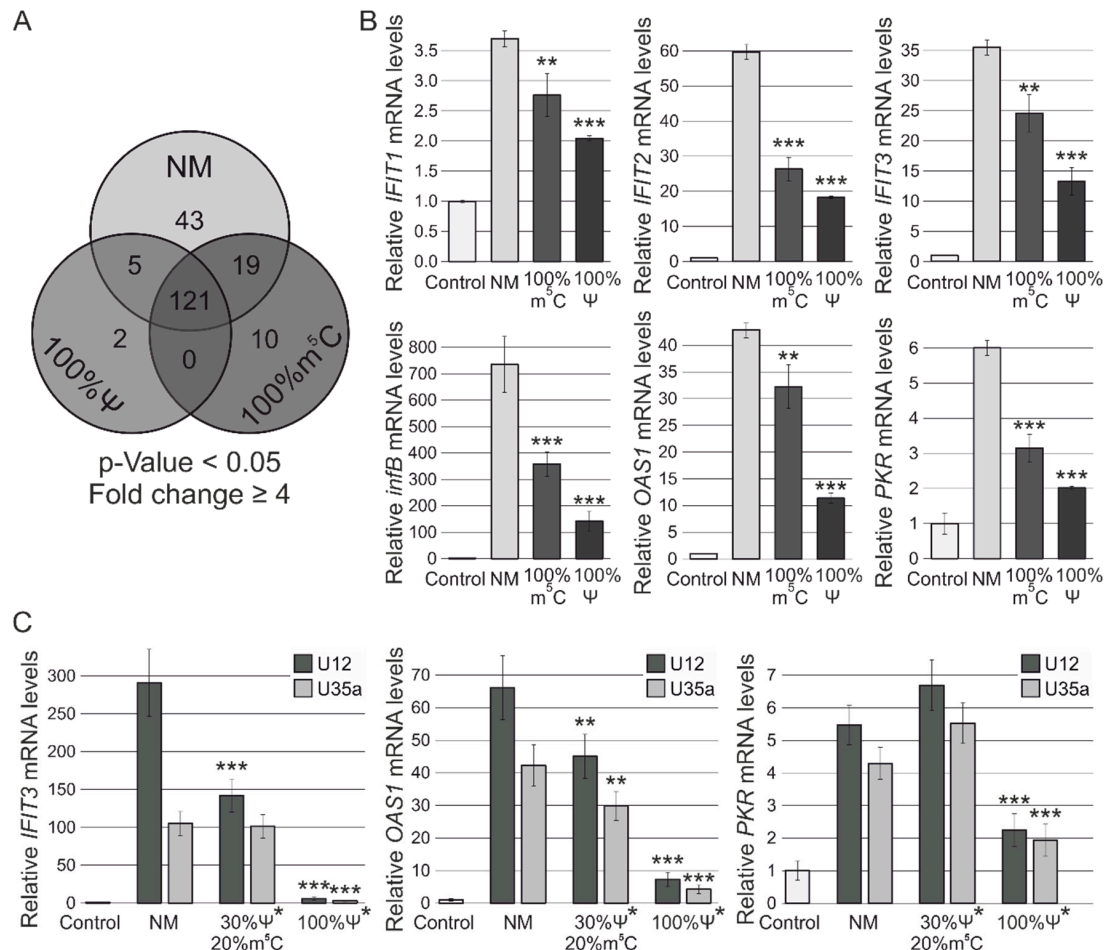 A
NM
43
5
19
121
2
10
0
100%Ψ
100%m⁵C
p-Value < 0.05
Fold change ≥ 4
B
Relative IFIT1 mRNA levels
3.5
3.0
2.5
2.0
1.5
1.0
0.5
0.0
**
***
Control NM 100% 100%
m⁵C Ψ
Relative IFIT2 mRNA levels
60
50
40
30
20
10
0
***
***
Control NM 100% 100%
m⁵C Ψ
Relative IFIT3 mRNA levels
35
30
25
20
15
10
5
0
**
***
Control NM 100% 100%
m⁵C Ψ
Relative infB mRNA levels
800
700
600
500
400
300
200
100
0
***
***
Control NM 100% 100%
m⁵C Ψ
Relative OAS1 mRNA levels
40
35
30
25
20
15
10
5
0
**
***
Control NM 100% 100%
m⁵C Ψ
Relative PKR mRNA levels
6
5
4
3
2
1
0
***
***
Control NM 100% 100%
m⁵C Ψ
C
Relative IFIT3 mRNA levels
300
250
200
150
100
50
0
U12
U35a
***
*** ***
Control NM 30%Ψ* 100%Ψ*
20%m⁵C
Relative OAS1 mRNA levels
70
60
50
40
30
20
10
0
U12
U35a
**
**
***
***
Control NM 30%Ψ* 100%Ψ*
20%m⁵C
Relative PKR mRNA levels
7
6
5
4
3
2
1
0
U12
U35a
***
***
Control NM 30%Ψ* 100%Ψ*
20%m⁵C